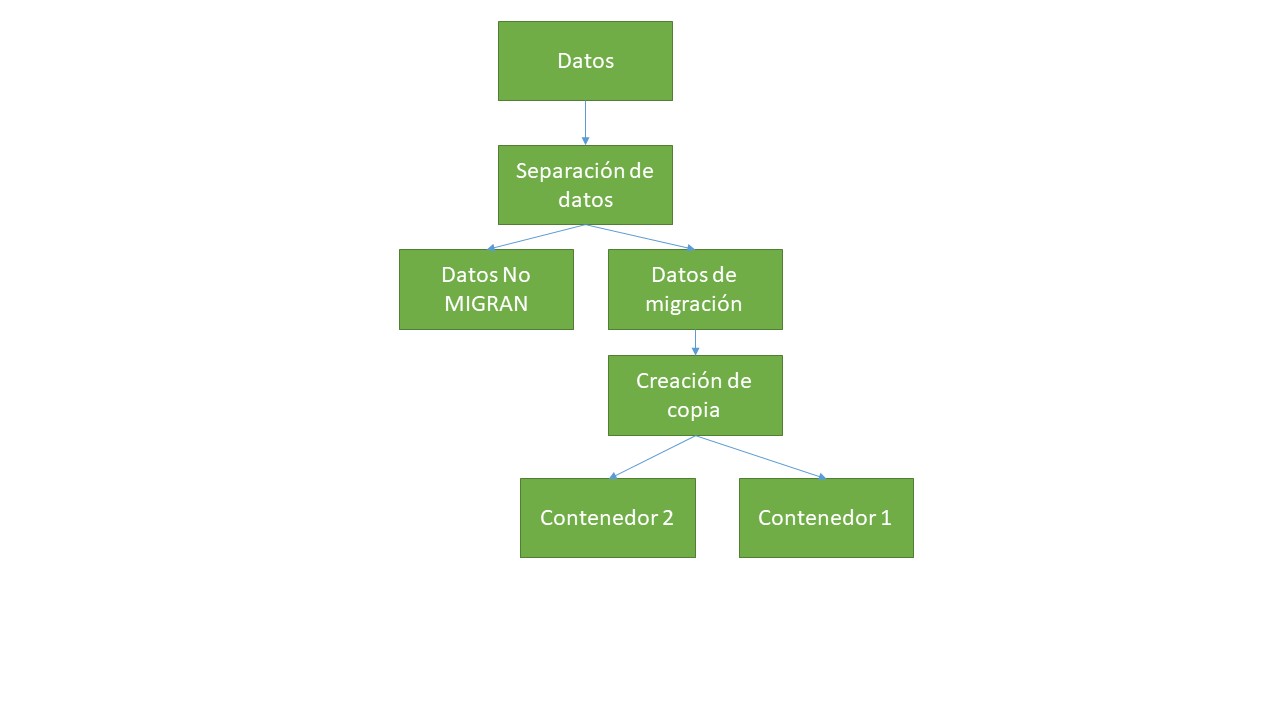 Datos
Separación de
datos
Datos No
MIGRAN
Datos de
migración
Creación de
copia
Contenedor 2
Contenedor 1